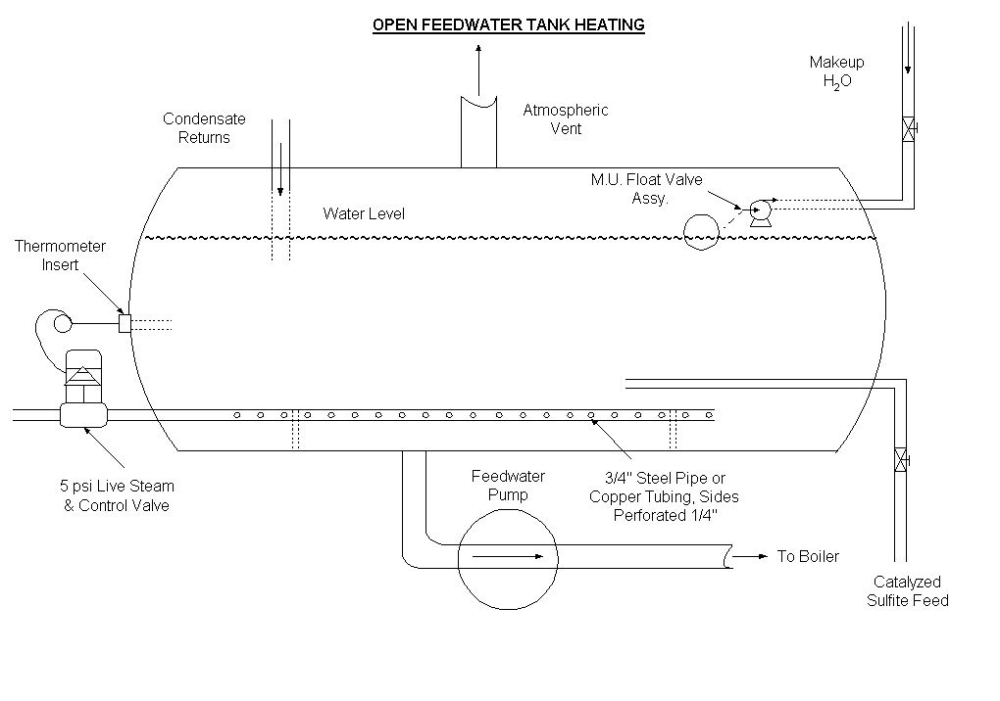 OPEN FEEDWATER TANK HEATING
Makeup
H₂O
Condensate
Returns
Atmospheric
Vent
M.U. Float Valve
Assy.
Water Level
Thermometer
Insert
5 psi Live Steam
& Control Valve
Feedwater
Pump
3/4" Steel Pipe or
Copper Tubing, Sides
Perforated 1/4"
To Boiler
Catalyzed
Sulfite Feed